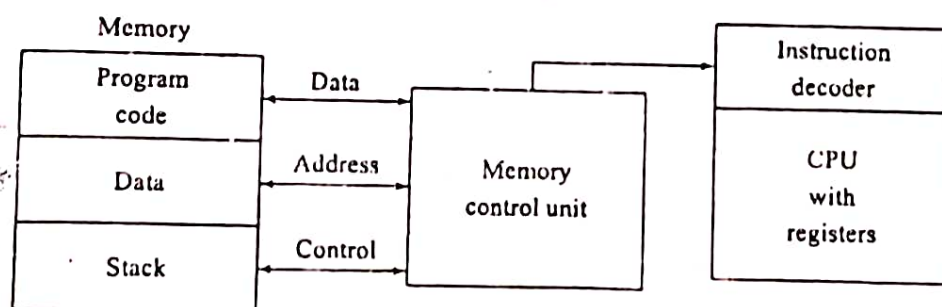 Memory
Program
code
Data
Stack
Data
Address
Control
Memory
control unit
Instruction
decoder
CPU
with
registers